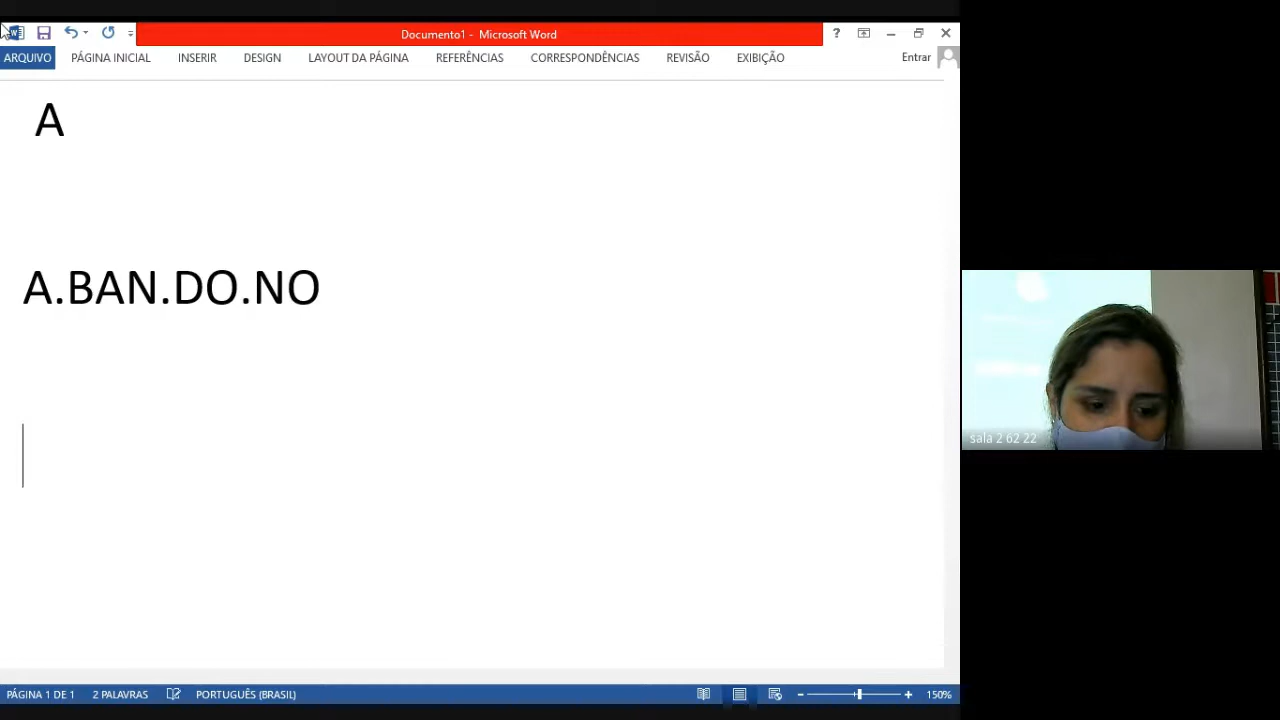 Documento1 - Microsoft Word
?
ARQUIVO PÁGINA INICIAL INSERIR DESIGN LAYOUT DA PÁGINA REFERÊNCIAS CORRESPONDÊNCIAS REVISÃO EXIBIÇÃO Entrar
A
A.BAN.DO.NO
sala 2 62 22
PÁGINA 1 DE 1 2 PALAVRAS PORTUGUÊS (BRASIL) 150%